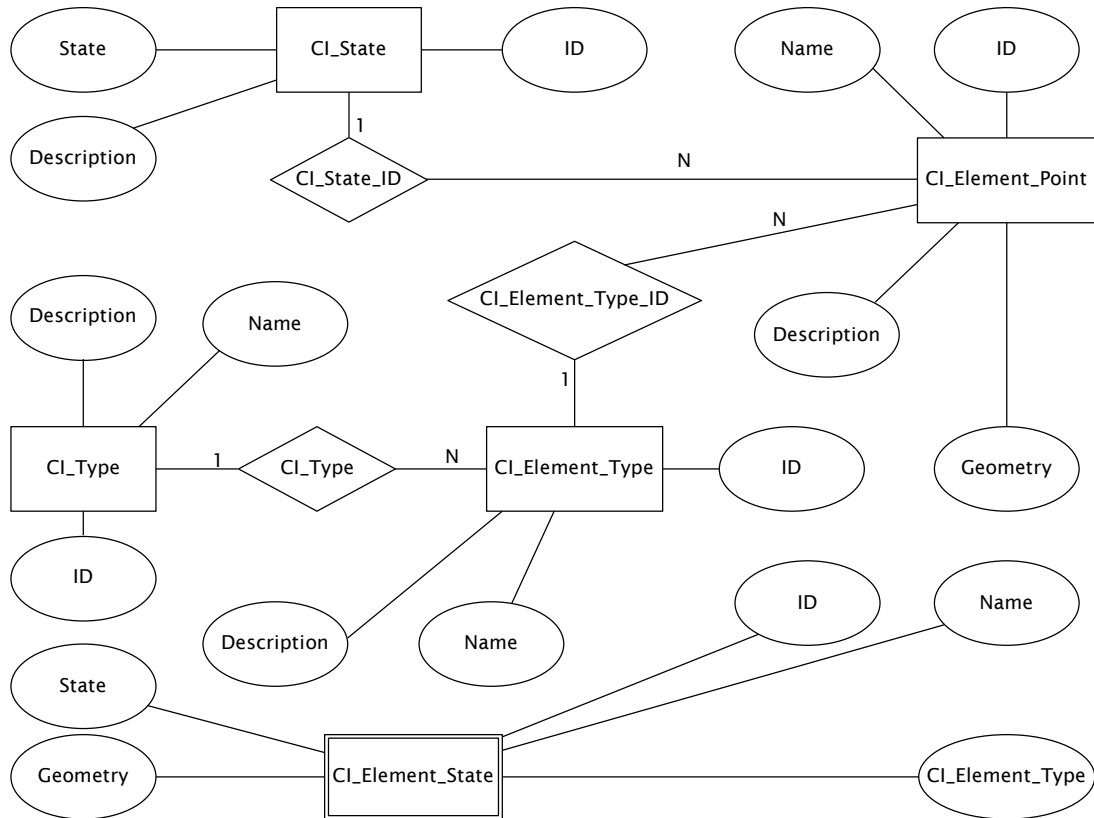 State
CI_State
ID
Name
ID
Description
1
CI_State_ID
N
CI_Element_Point
N
CI_Element_Type_ID
Description
Name
Description
1
CI_Type
1
CI_Type
N
CI_Element_Type
ID
Geometry
ID
Description
Name
ID
Name
State
Geometry
CI_Element_State
CI_Element_Type